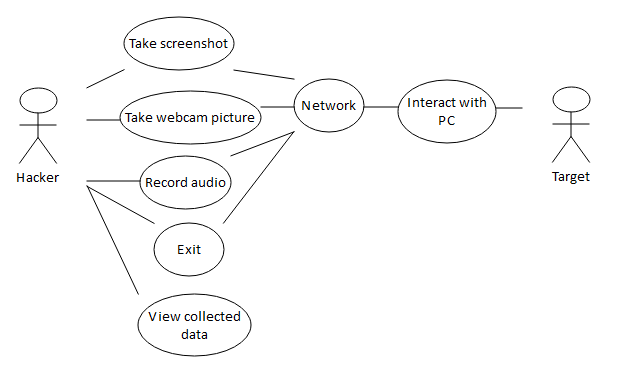 Take screenshot
Hacker
Take webcam picture
Network
Interact with
PC
Target
Record audio
Exit
View collected
data